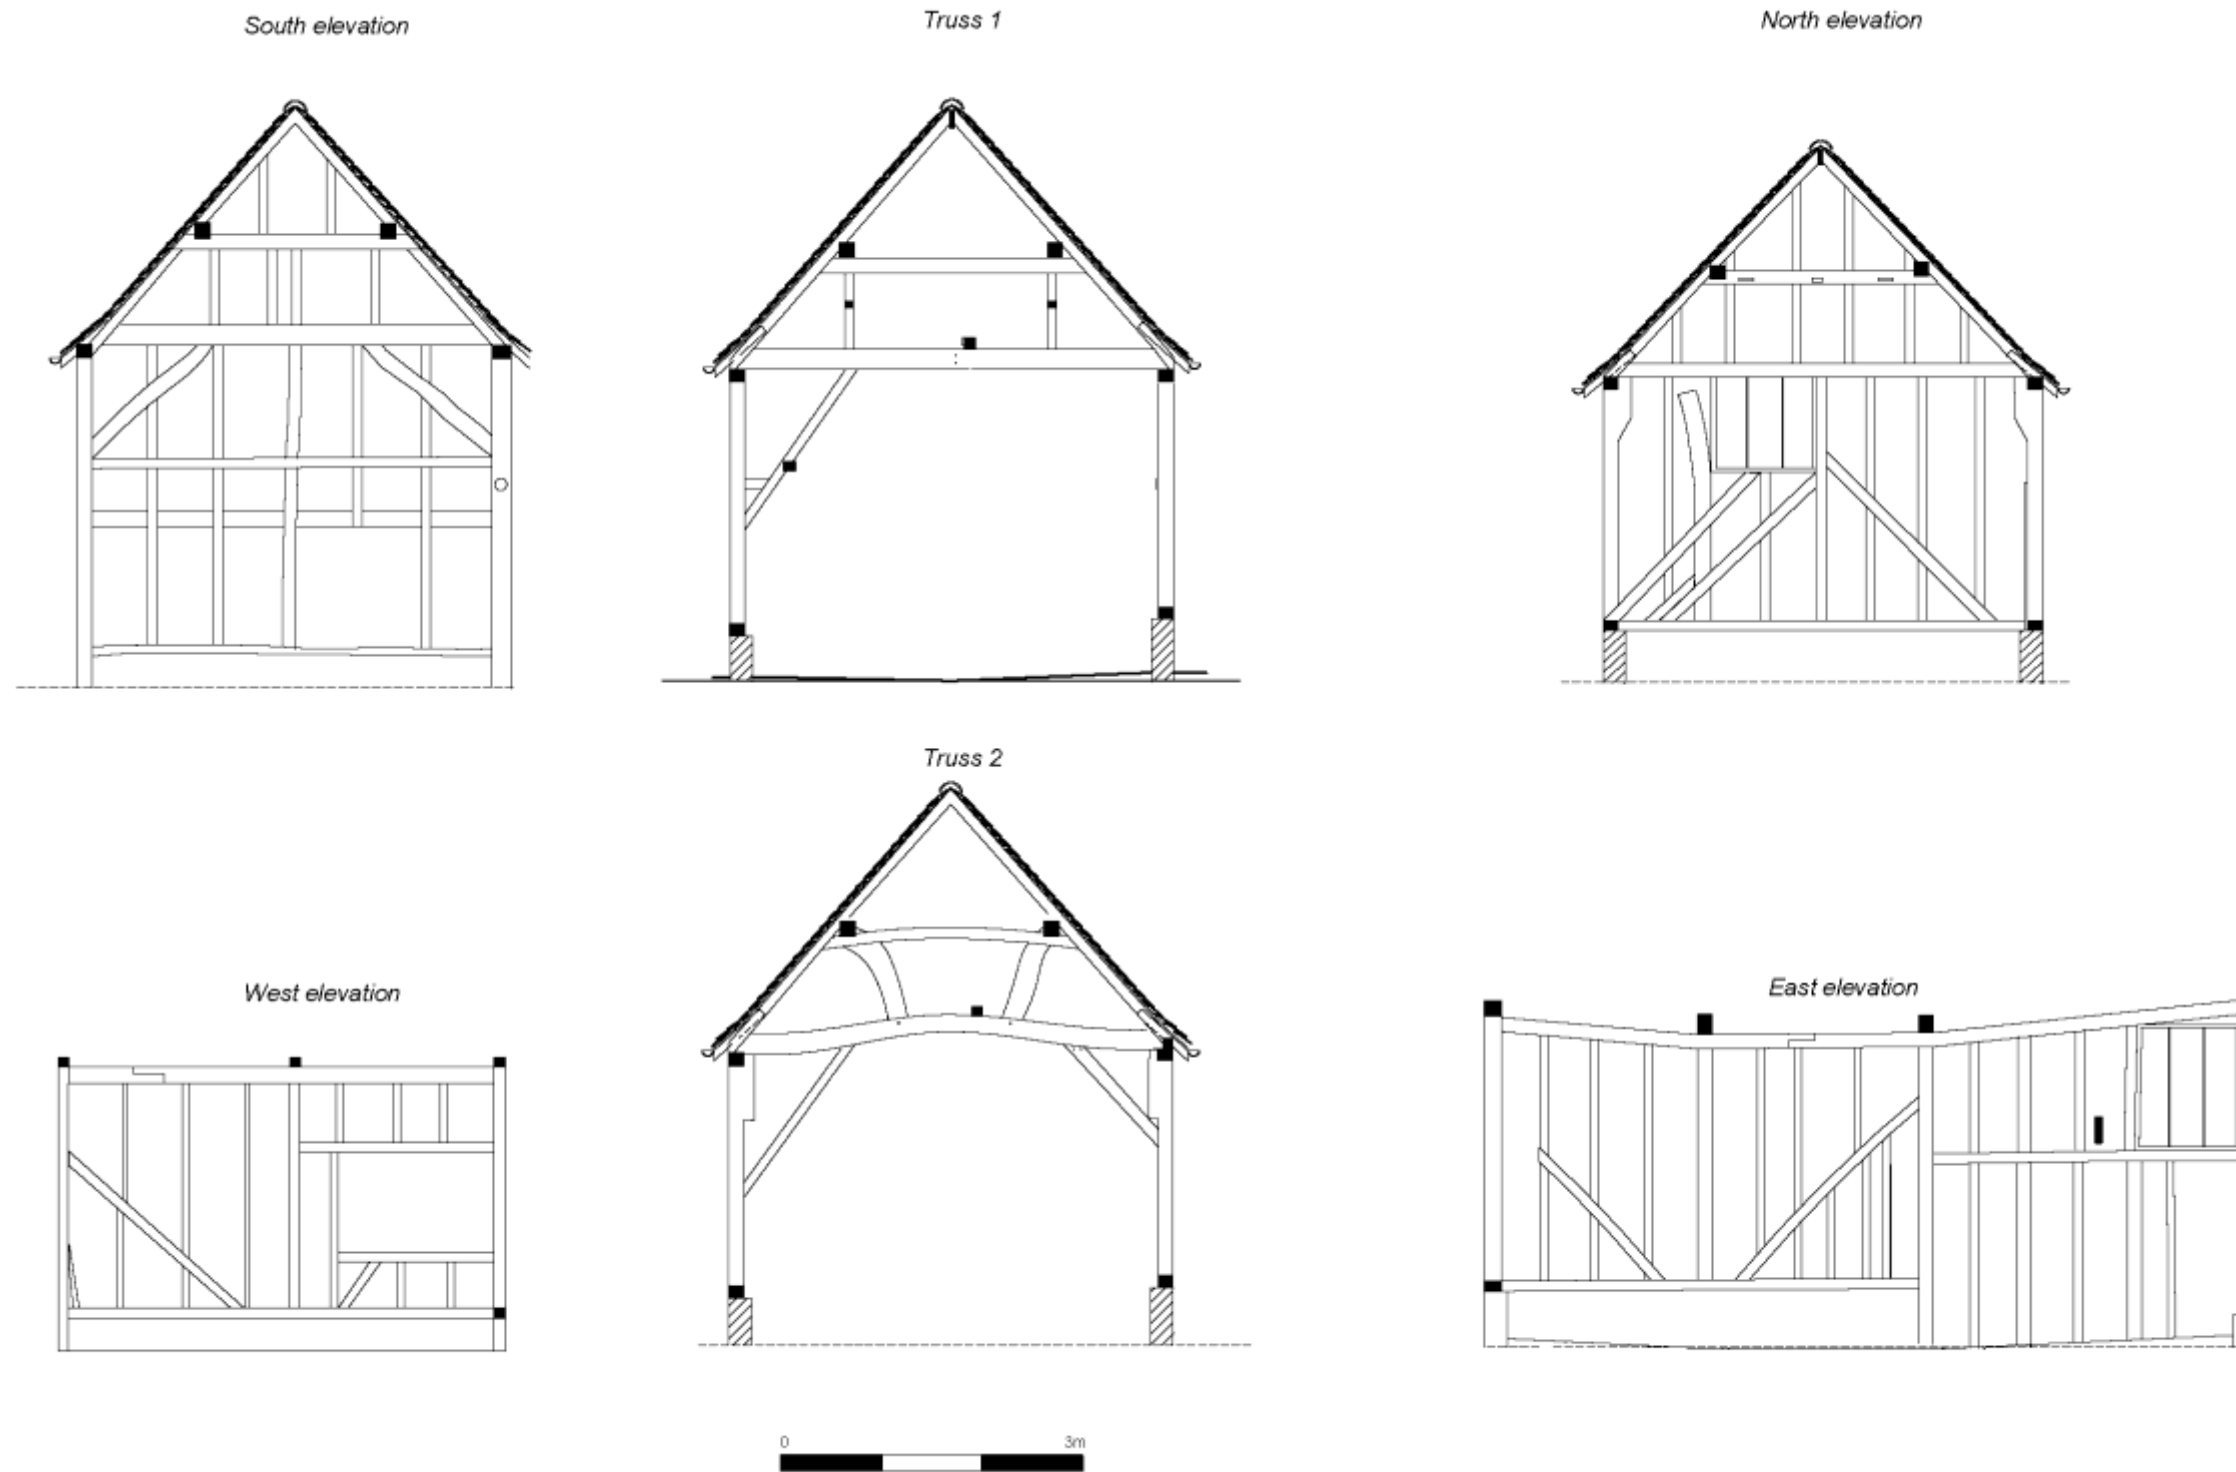 South elevation
Truss 1
North elevation
Truss 2
West elevation
East elevation
0 3m